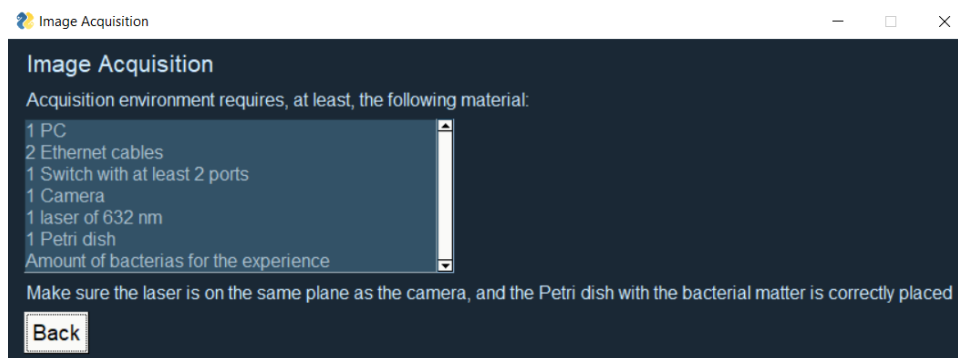 Image Acquisition
Image Acquisition
Acquisition environment requires, at least, the following material:
1 PC
2 Ethernet cables
1 Switch with at least 2 ports
1 Camera
1 laser of 632 nm
1 Petri dish
Amount of bacterias for the experience
Make sure the laser is on the same plane as the camera, and the Petri dish with the bacterial matter is correctly placed
Back